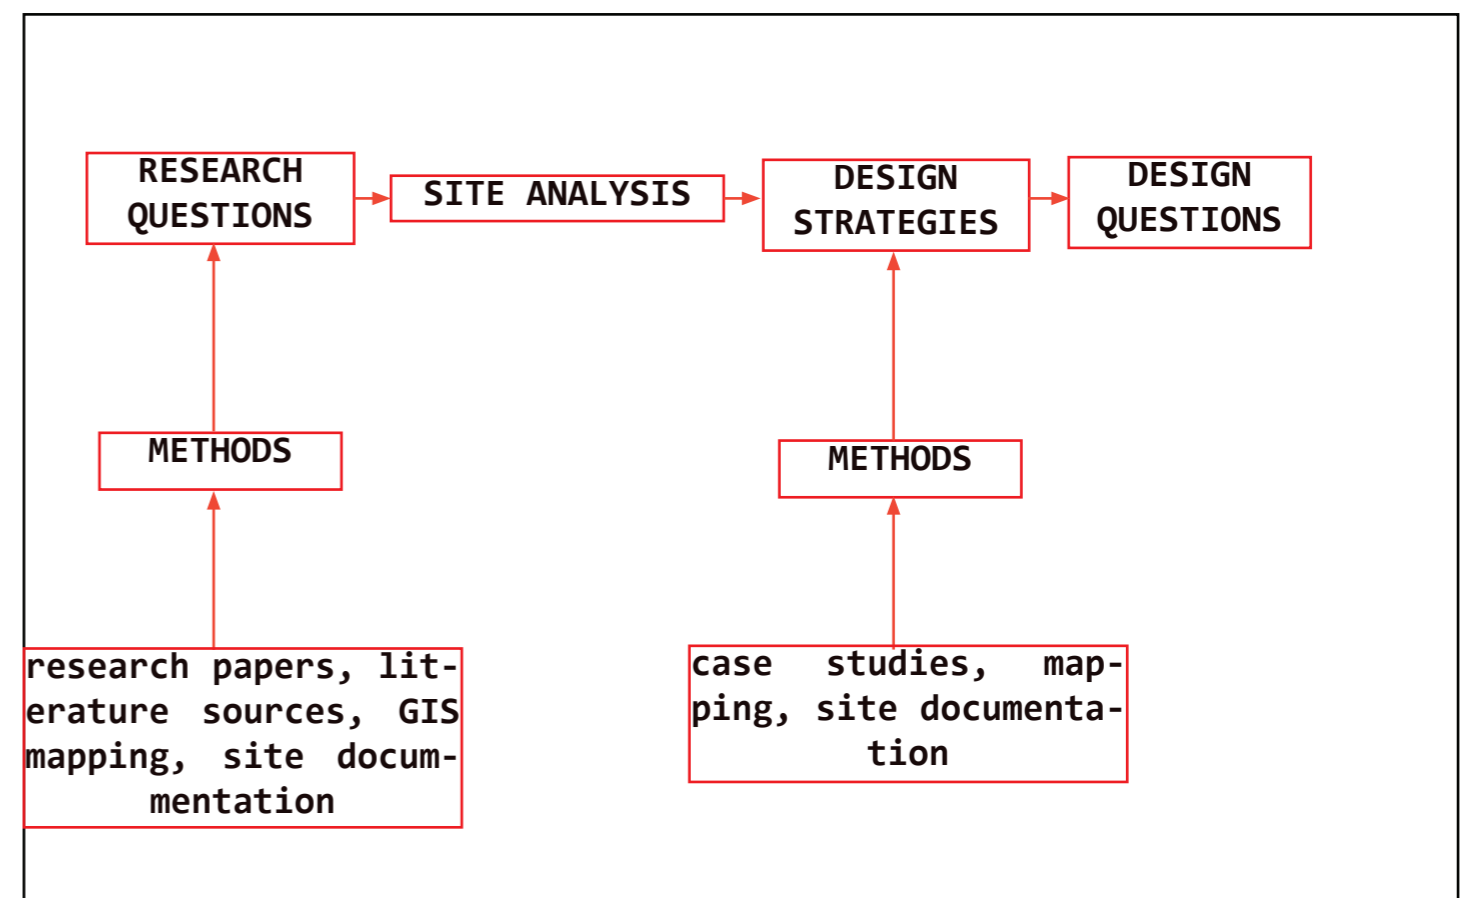 RESEARCH
QUESTIONS
SITE ANALYSIS
DESIGN
STRATEGIES
DESIGN
QUESTIONS
METHODS
METHODS
research papers, lit-
erature sources, GIS
mapping, site docum-
mentation
case studies, map-
ping, site documenta-
tion